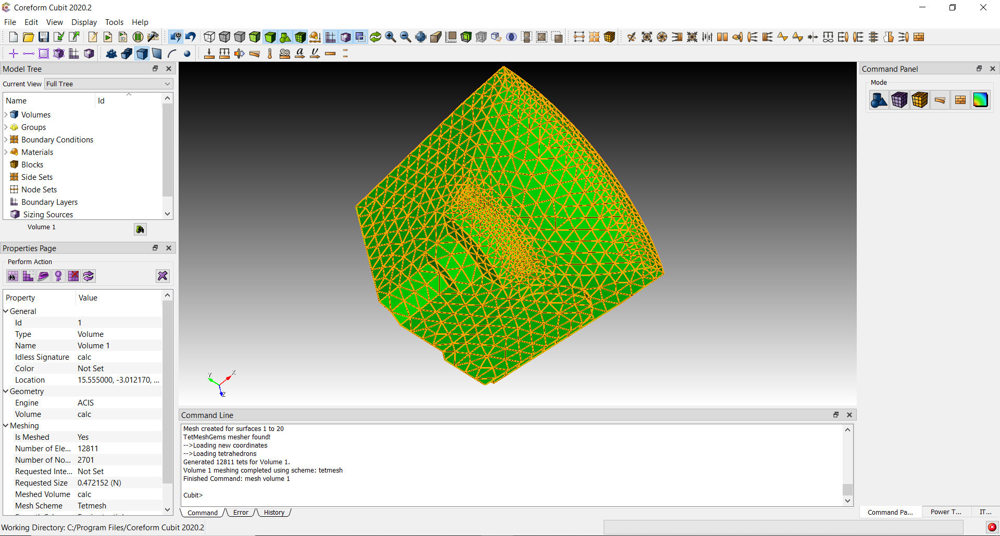 Coreform Cubit 2020.2
File Edit View Display Tools Help
Model Tree
Current View Full Tree
Name Id
Volumes
Groups
Boundary Conditions
Materials
Blocks
Side Sets
Node Sets
Boundary Layers
Sizing Sources
Volume 1
Properties Page
Perform Action
Property Value
General
Id 1
Type Volume
Name Volume 1
Idless Signature calc
Color Not Set
Location 15.555000, -3.012170, ...
Geometry
Engine ACIS
Volume calc
Meshing
Is Meshed Yes
Number of Ele... 12811
Number of No... 2701
Requested Inte... Not Set
Requested Size 0.472152 (N)
Meshed Volume calc
Mesh Scheme Tetmesh
Y X
Z
Command Line
Mesh created for surfaces 1 to 20
TetMeshGems mesher found!
-->Loading new coordinates
-->Loading tetrahedrons
Generated 12811 tets for Volume 1.
Volume 1 meshing completed using scheme: tetmesh
Finished Command: mesh volume 1
Cubit>
Command Error History
Command Panel
Mode
Command Pa... Power T... IT...
Working Directory: C:/Program Files/Coreform Cubit 2020.2